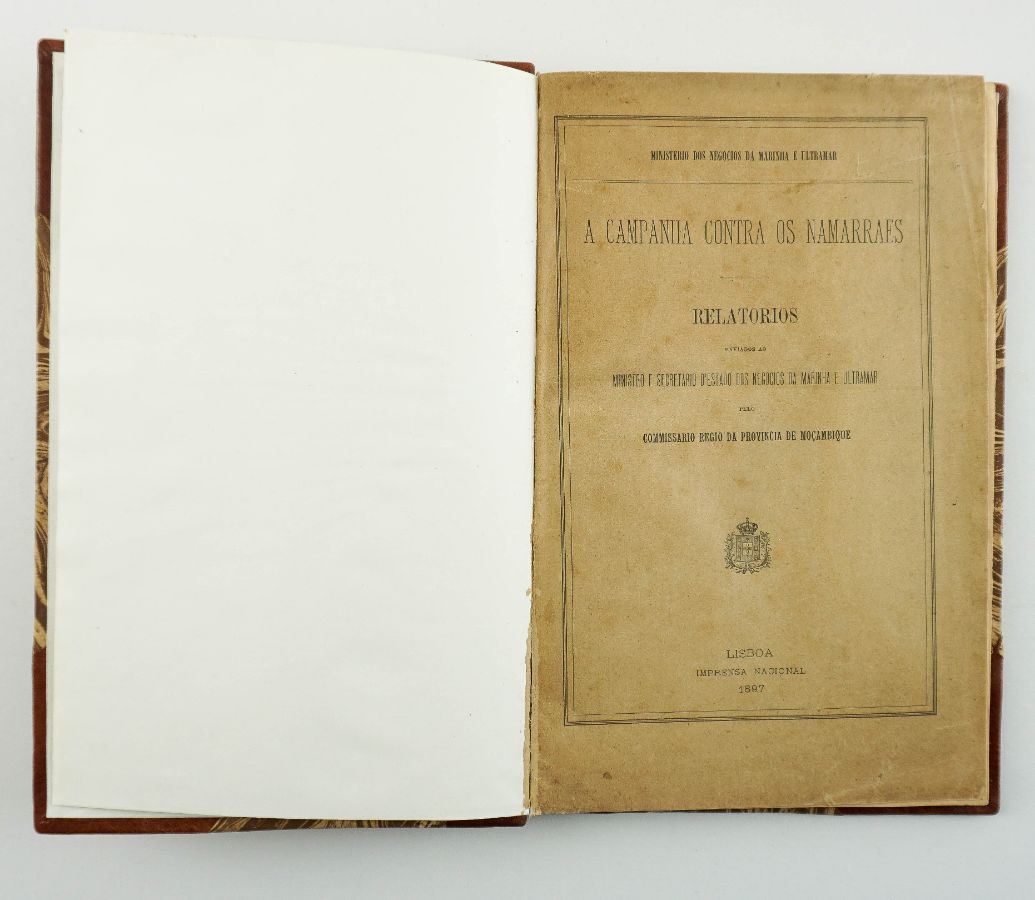 MINISTERIO DOS NEGOCIOS DA MARINHA E ULTRAMAR
A CAMPANHA CONTRA OS NAMARRAES
RELATORIOS
ENVIADOS AO
MINISTRO E SECRETARIO D'ESTADO DOS NEGOCIOS DA MARINHA E ULTRAMAR
PELO
COMMISSARIO REGIO DA PROVINCIA DE MOÇAMBIQUE
LISBOA
IMPRENSA NACIONAL
1897